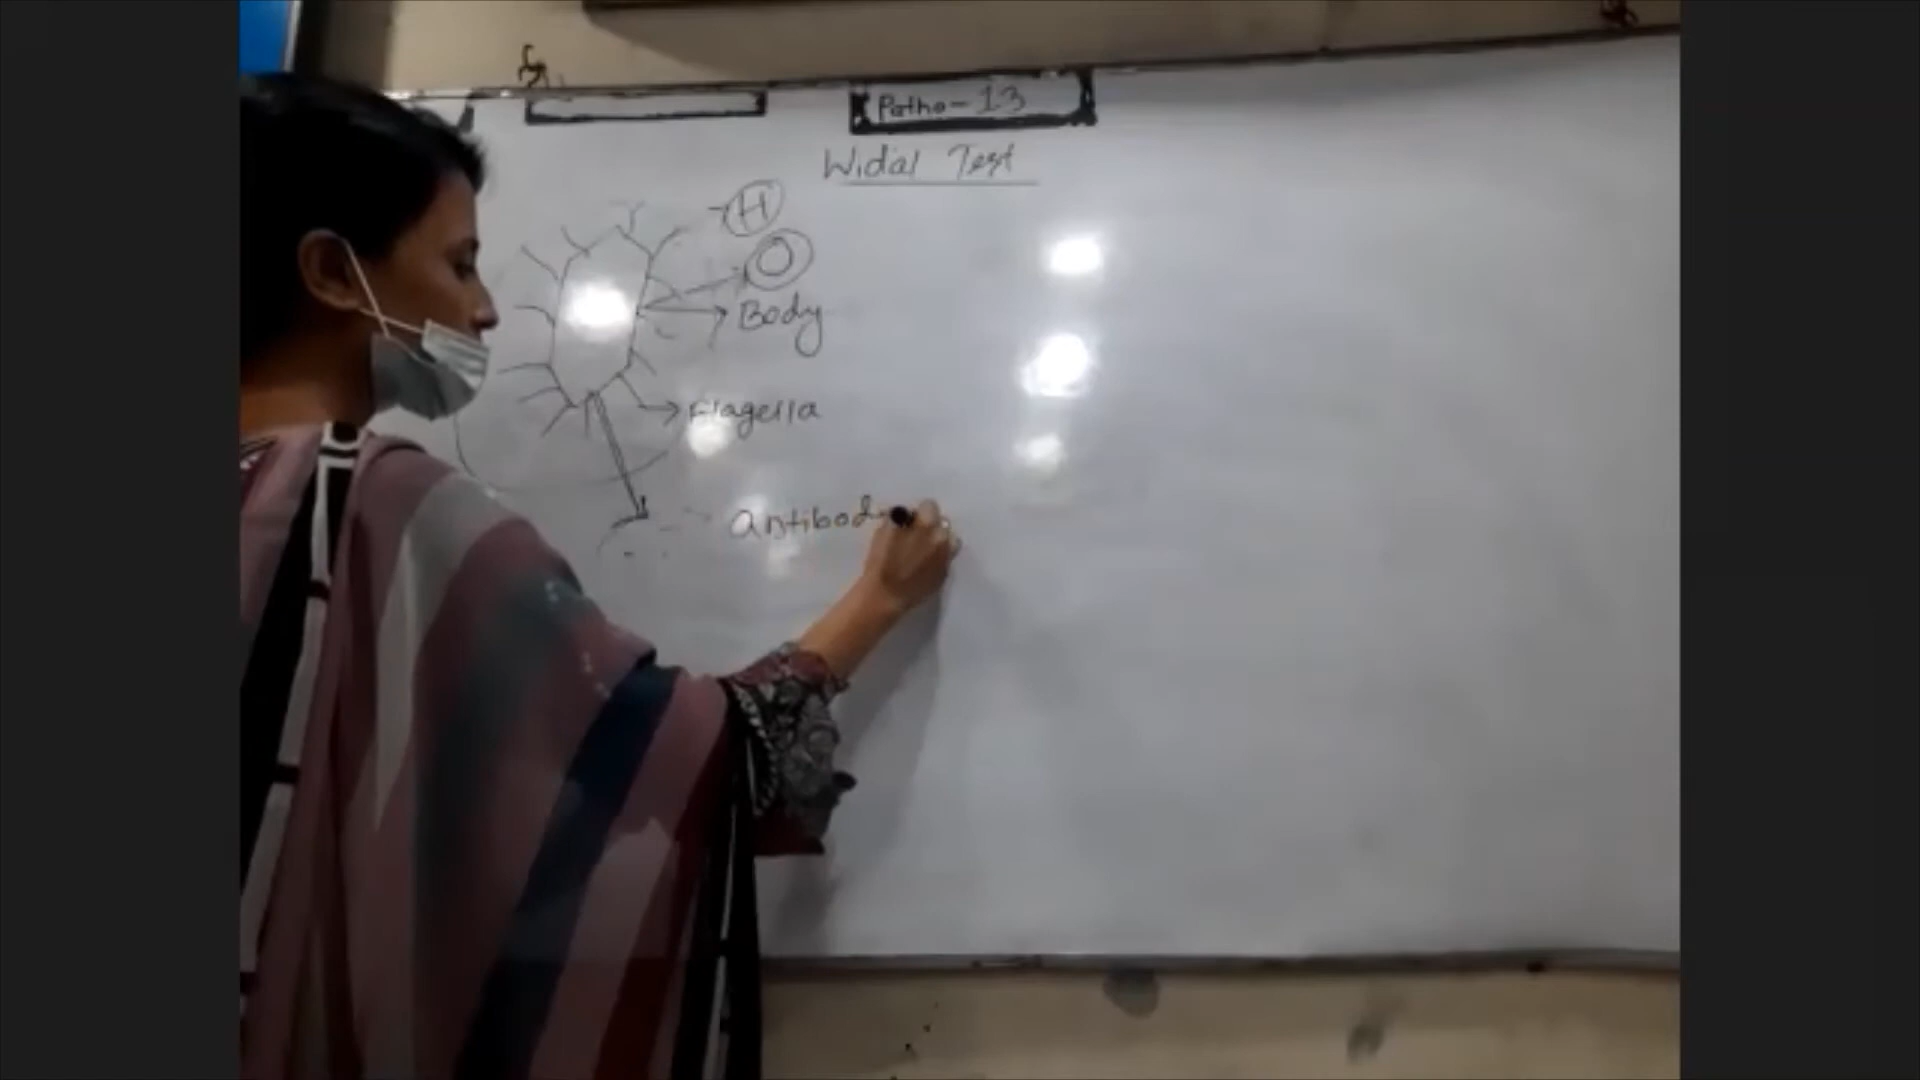 Patho-13
Widal Test
H
O
Body
Flagella
Antibod